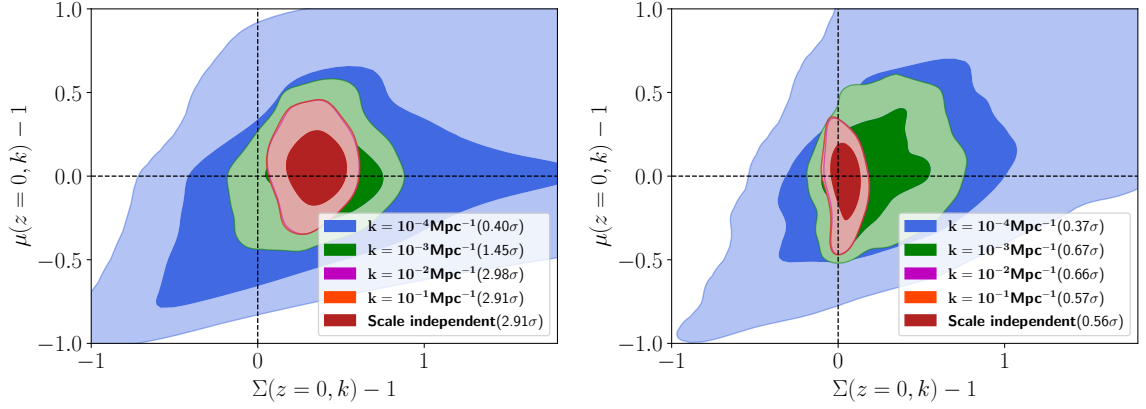 1.0
0.5
0.0
−0.5
−1.0
−1
0
1
μ(z = 0, k) − 1
Σ(z = 0, k) − 1
k = 10⁻⁴Mpc⁻¹(0.40σ)
k = 10⁻³Mpc⁻¹(1.45σ)
k = 10⁻²Mpc⁻¹(2.98σ)
k = 10⁻¹Mpc⁻¹(2.91σ)
Scale independent(2.91σ)
1.0
0.5
0.0
−0.5
−1.0
−1
0
1
μ(z = 0, k) − 1
Σ(z = 0, k) − 1
k = 10⁻⁴Mpc⁻¹(0.37σ)
k = 10⁻³Mpc⁻¹(0.67σ)
k = 10⁻²Mpc⁻¹(0.66σ)
k = 10⁻¹Mpc⁻¹(0.57σ)
Scale independent(0.56σ)